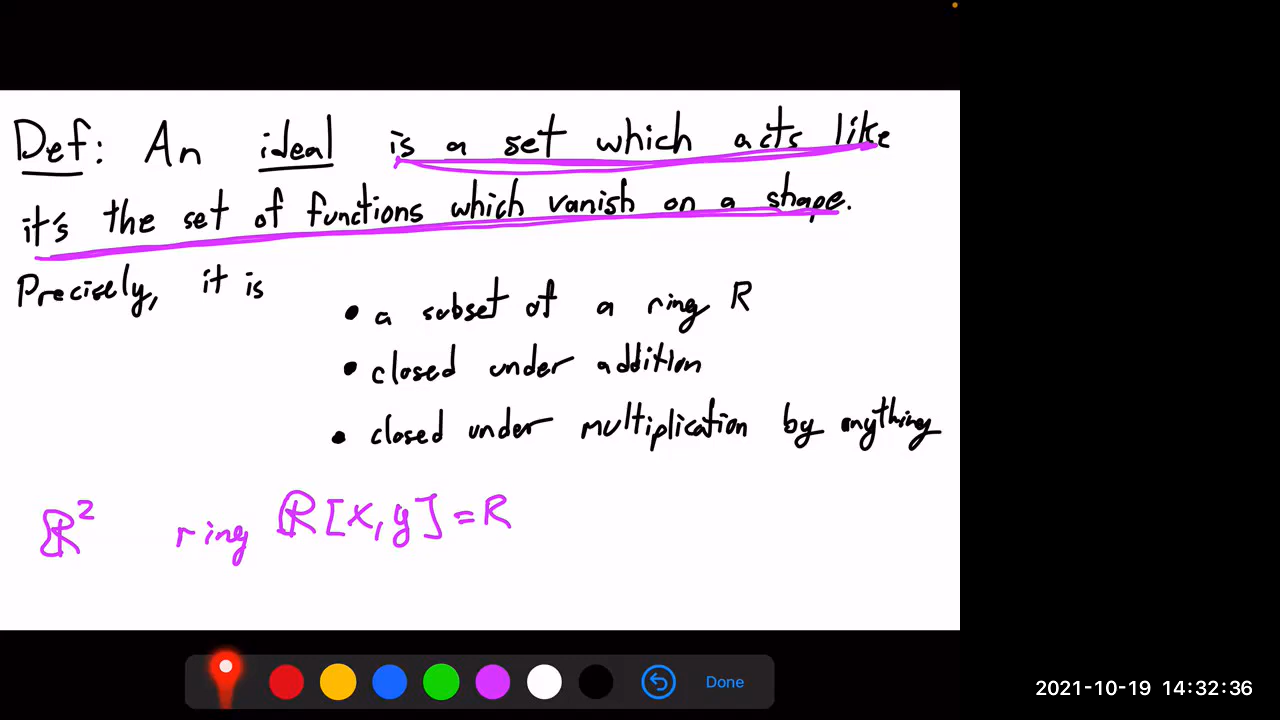 Def: An ideal is a set which acts like
it's the set of functions which vanish on a shape.
Precisely, it is
• a subset of a ring R
• closed under addition
• closed under multiplication by anything
ℝ² ring ℝ[x,y] = R
Done
2021-10-19 14:32:36